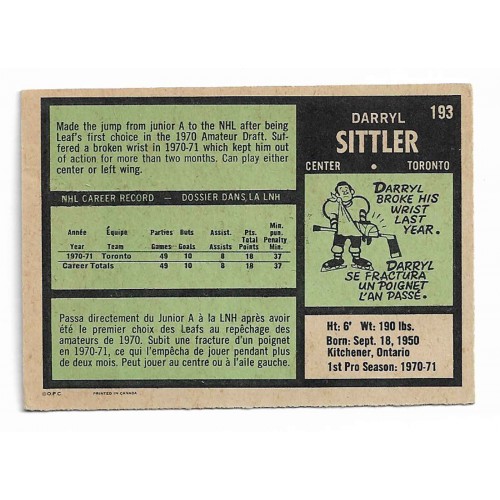 Made the jump from junior A to the NHL after being
Leaf's first choice in the 1970 Amateur Draft. Suf-
fered a broken wrist in 1970-71 which kept him out
of action for more than two months. Can play either
center or left wing.
NHL CAREER RECORD - DOSSIER DANS LA LNH
Année Équipe Parties Buts Assist. Pts. Min. pun.
Year Team Games Goals Assist. Total Points Penalty Min.
1970-71 Toronto 49 10 8 18 37
Career Totals 49 10 8 18 37
Passa directement du Junior A à la LNH après avoir
été le premier choix des Leafs au repêchage des
amateurs de 1970. Subit une fracture d'un poignet
en 1970-71, ce qui l'empêcha de jouer pendant plus
de deux mois. Peut jouer au centre ou à l'aile gauche.
©O.P.C. PRINTED IN CANADA
193
DARRYL
SITTLER
CENTER • TORONTO
DARRYL
BROKE HIS
WRIST
LAST
YEAR.
DARRYL
SE FRACTURA
UN POIGNET
L'AN PASSÉ.
Ht: 6' Wt: 190 lbs.
Born: Sept. 18, 1950
Kitchener, Ontario
1st Pro Season: 1970-71